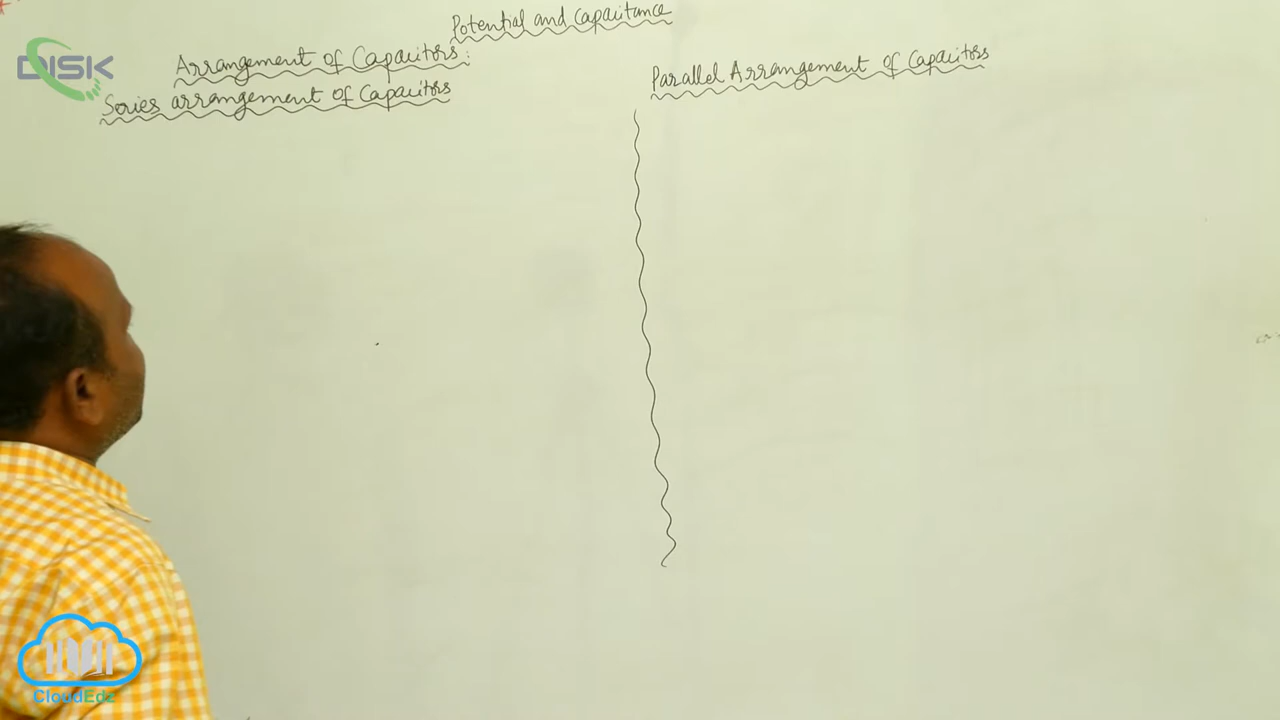 Potential and Capacitance
Arrangement of Capacitors:
Series arrangement of Capacitors
Parallel Arrangement of Capacitors
DISK
CloudEdz